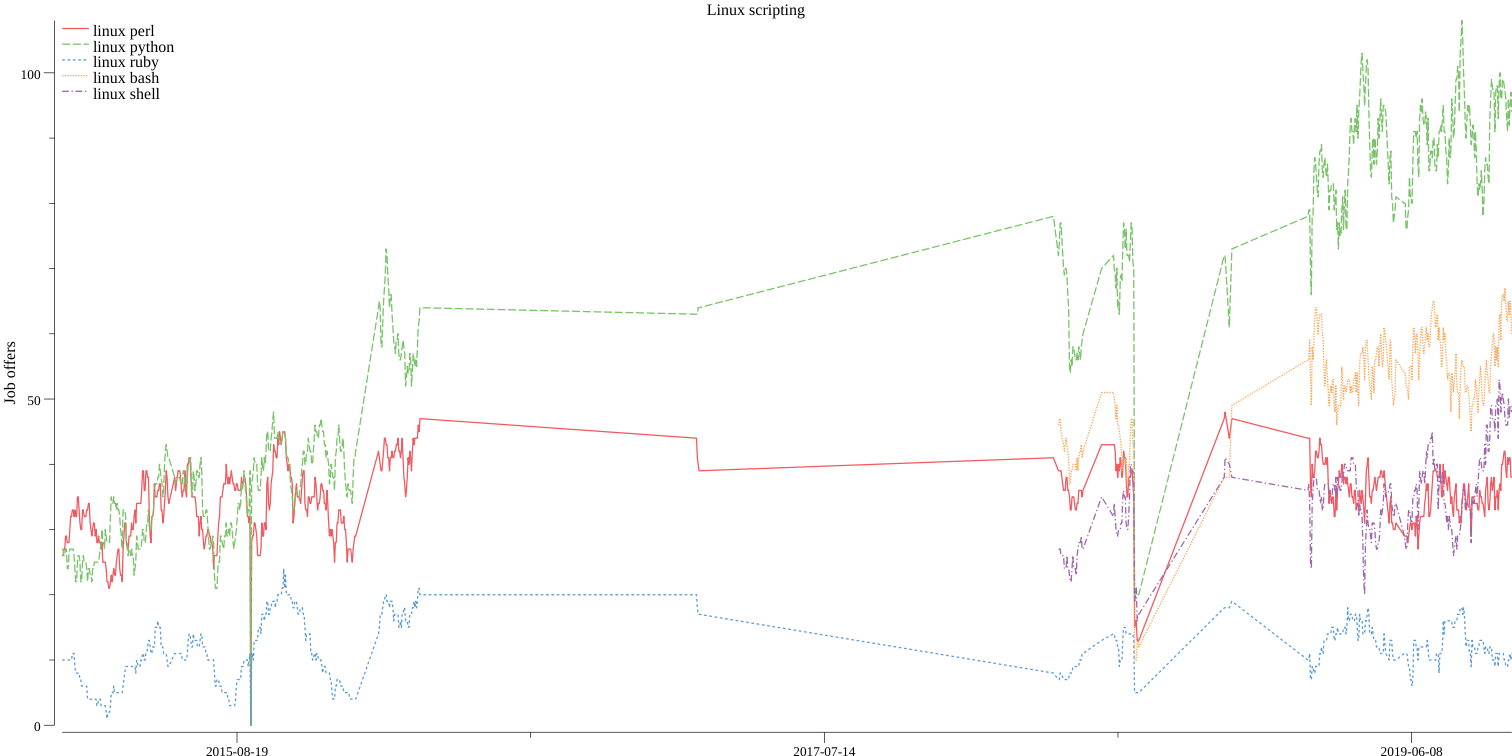 Linux scripting
linux perl
linux python
linux ruby
linux bash
linux shell
Job offers
100
50
0
2015-08-19
2017-07-14
2019-06-08